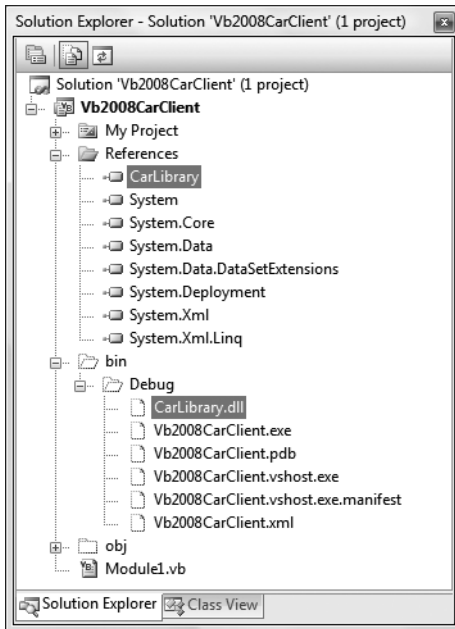 Solution Explorer - Solution 'Vb2008CarClient' (1 project)
Solution 'Vb2008CarClient' (1 project)
Vb2008CarClient
My Project
References
CarLibrary
System
System.Core
System.Data
System.Data.DataSetExtensions
System.Deployment
System.Xml
System.Xml.Linq
bin
Debug
CarLibrary.dll
Vb2008CarClient.exe
Vb2008CarClient.pdb
Vb2008CarClient.vshost.exe
Vb2008CarClient.vshost.exe.manifest
Vb2008CarClient.xml
obj
Module1.vb
Solution Explorer Class View